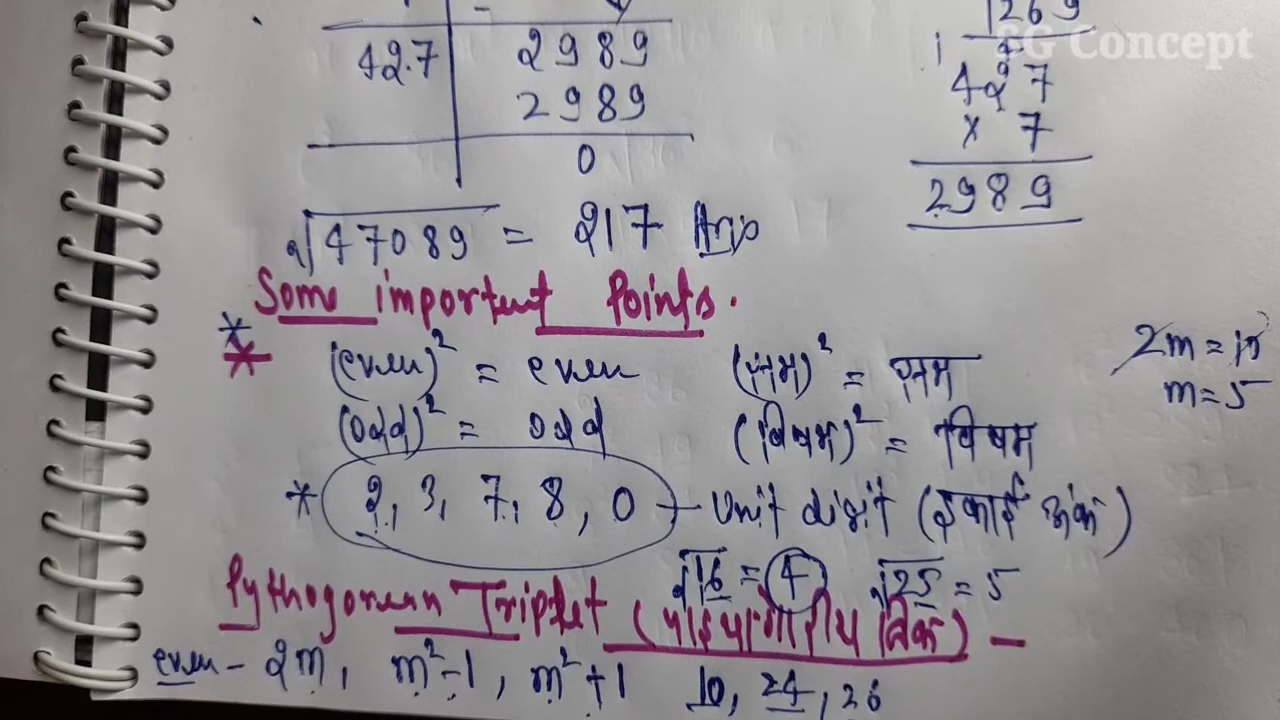 1269
SG Concept
42.7 2989
427
2989
× 7
0
2989
√47089 = 217 Ans
Some important Points.
* (even)² = even (सम)² = सम
2m = 10
m = 5
(odd)² = odd (विषम)² = विषम
* 2, 3, 7, 8, 0 – Unit digit (इकाई अंक)
√16 = 4 √25 = 5
Pythogorean Triplet (पाइथागोरीय त्रिक) –
even – 2m, m²-1, m²+1 10, 24, 26